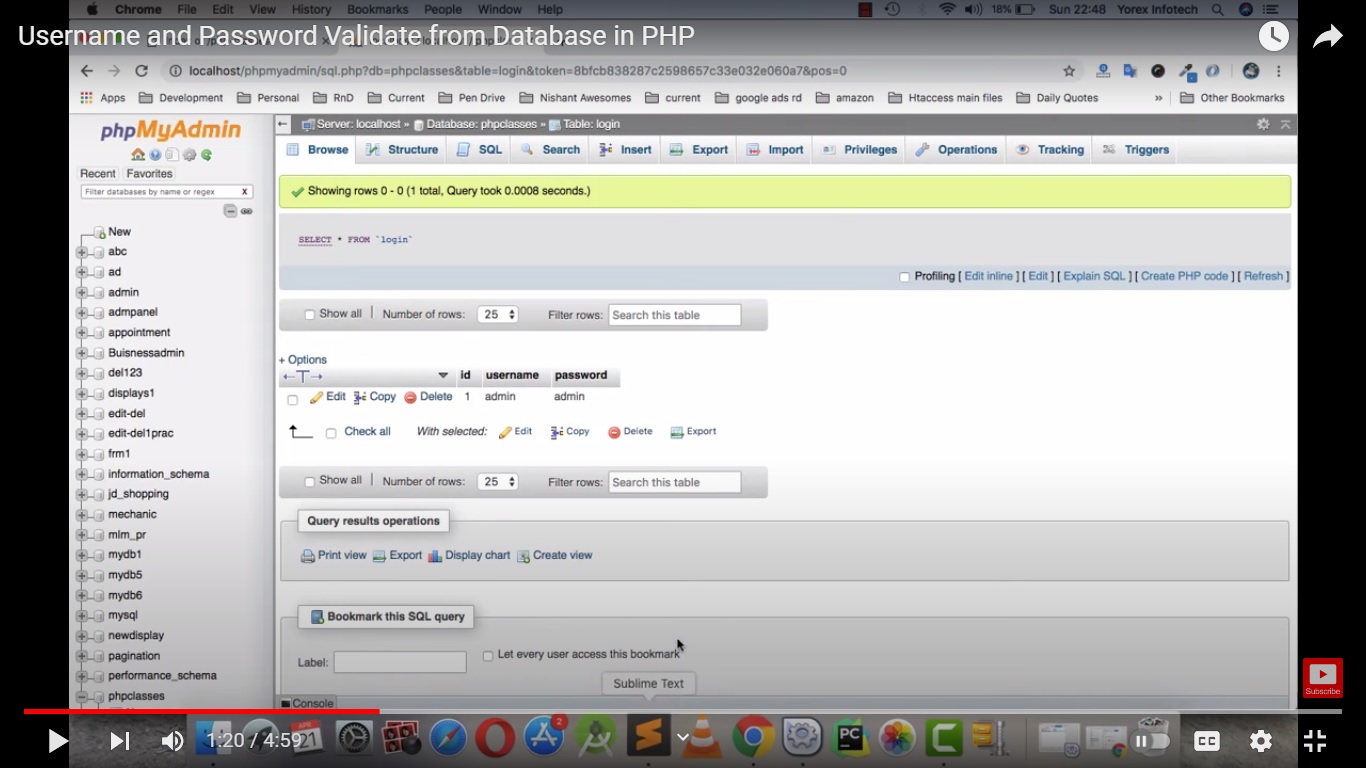 Chrome File Edit View History Bookmarks People Window Help 18% Sun 22:48 Yorex Infotech
Username and Password Validate from Database in PHP
localhost/phpmyadmin/sql.php?db=phpclasses&table=login&token=8bfcb838287c2598657c33e032e060a7&pos=0
Apps Development Personal RnD Current Pen Drive Nishant Awesomes current google ads rd amazon Htaccess main files Daily Quotes » Other Bookmarks
phpMyAdmin
Recent Favorites
Filter databases by name or regex X
New
abc
ad
admin
admpanel
appointment
Buisnessadmin
del123
displays1
edit-del
edit-del1prac
frm1
information_schema
jd_shopping
mechanic
mlm_pr
mydb1
mydb5
mydb6
mysql
newdisplay
pagination
performance_schema
phpclasses
Server: localhost » Database: phpclasses » Table: login
Browse Structure SQL Search Insert Export Import Privileges Operations Tracking Triggers
Showing rows 0 - 0 (1 total, Query took 0.0008 seconds.)
SELECT * FROM `login`
Profiling [ Edit inline ] [ Edit ] [ Explain SQL ] [ Create PHP code ] [ Refresh ]
Show all | Number of rows: 25 Filter rows: Search this table
+ Options
←T→ id username password
Edit Copy Delete 1 admin admin
Check all With selected: Edit Copy Delete Export
Show all | Number of rows: 25 Filter rows: Search this table
Query results operations
Print view Export Display chart Create view
Bookmark this SQL query
Label: Let every user access this bookmark
Sublime Text
Console
Subscribe
APR
21
2
PC
1:20 / 4:59
CC